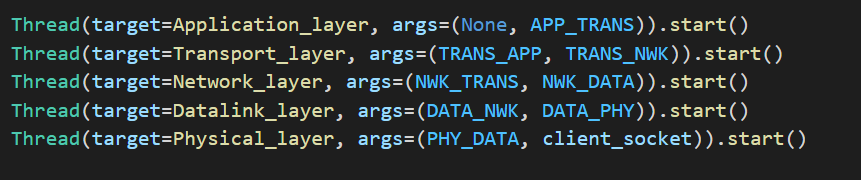 Thread(target=Application_layer, args=(None, APP_TRANS)).start()
Thread(target=Transport_layer, args=(TRANS_APP, TRANS_NWK)).start()
Thread(target=Network_layer, args=(NWK_TRANS, NWK_DATA)).start()
Thread(target=Datalink_layer, args=(DATA_NWK, DATA_PHY)).start()
Thread(target=Physical_layer, args=(PHY_DATA, client_socket)).start()